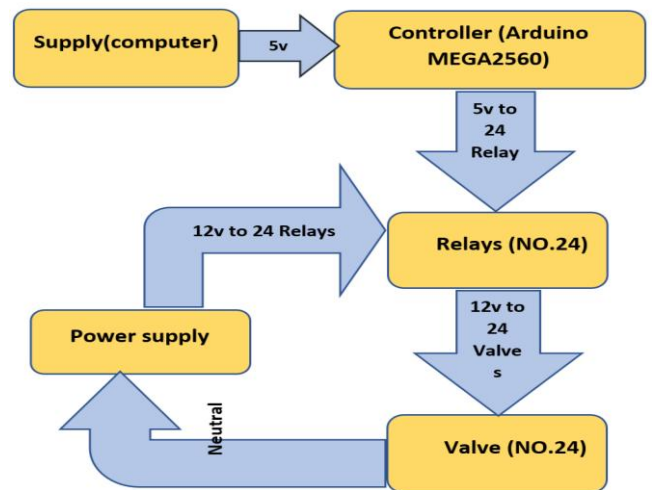 Supply(computer)
5v
Controller (Arduino
MEGA2560)
5v to
24
Relay
12v to 24 Relays
Relays (NO.24)
12v to
24
Valve
s
Power supply
Neutral
Valve (NO.24)